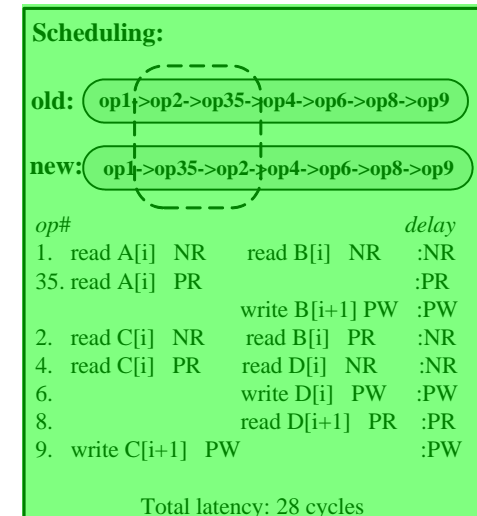 Scheduling:
old: op1->op2->op35->op4->op6->op8->op9
new: op1->op35->op2->op4->op6->op8->op9
op# delay
1. read A[i] NR read B[i] NR :NR
35. read A[i] PR :PR
write B[i+1] PW :PW
2. read C[i] NR read B[i] PR :NR
4. read C[i] PR read D[i] NR :NR
6. write D[i] PW :PW
8. read D[i+1] PR :PR
9. write C[i+1] PW :PW
Total latency: 28 cycles